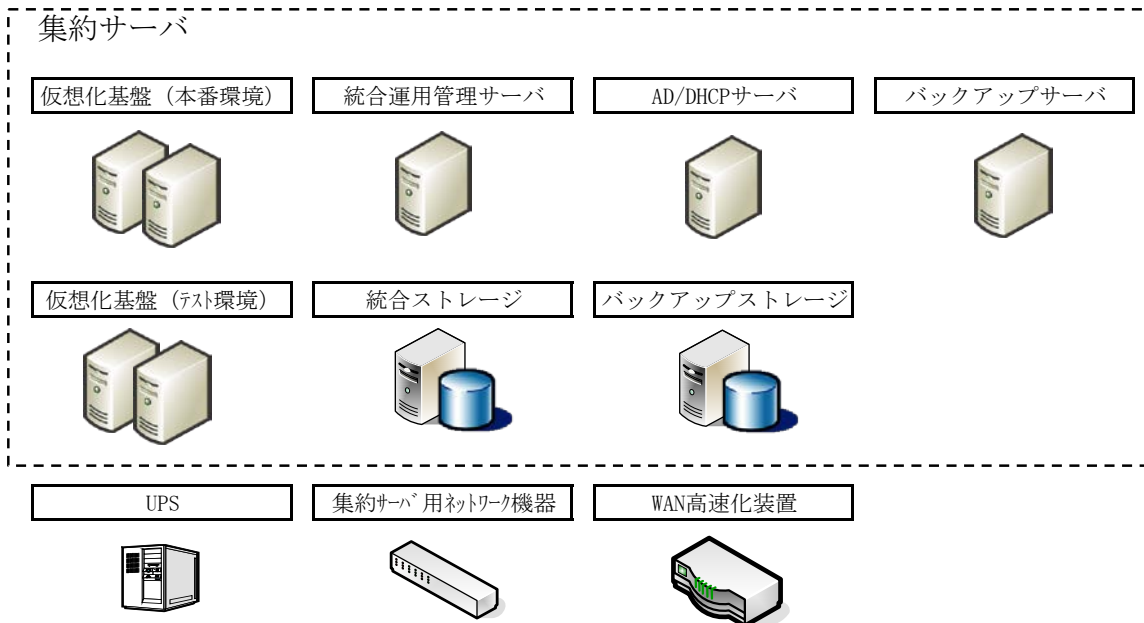 集約サーバ
仮想化基盤（本番環境）
統合運用管理サーバ
AD/DHCPサーバ
バックアップサーバ
仮想化基盤（ﾃｽﾄ環境）
統合ストレージ
バックアップストレージ
UPS
集約ｻｰﾊﾞ用ﾈｯﾄﾜｰｸ機器
WAN高速化装置